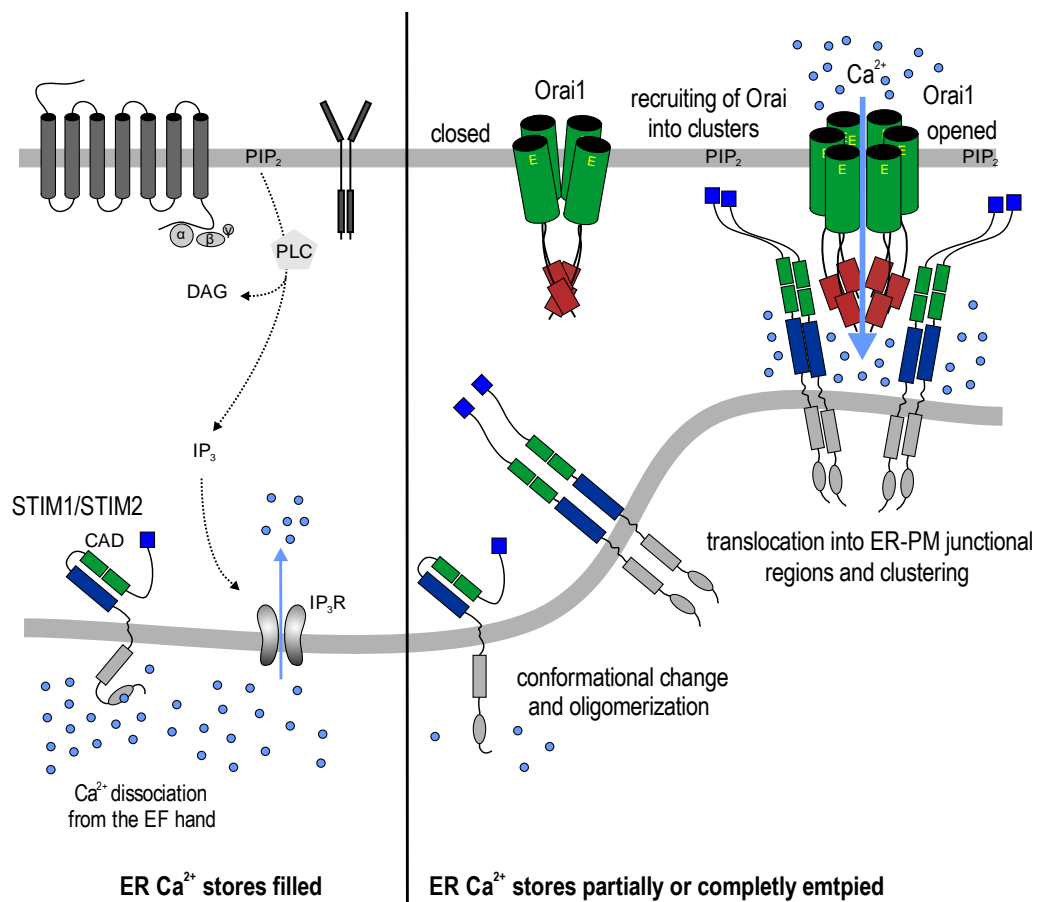 PIP₂
α
β
γ
PLC
DAG
IP₃
STIM1/STIM2
CAD
IP₃R
Ca²⁺ dissociation
from the EF hand
ER Ca²⁺ stores filled
closed
Orai1
E
E
recruiting of Orai
into clusters
PIP₂
Ca²⁺
Orai1
opened
PIP₂
E
E
E
E
E
translocation into ER-PM junctional
regions and clustering
conformational change
and oligomerization
ER Ca²⁺ stores partially or completly emtpied